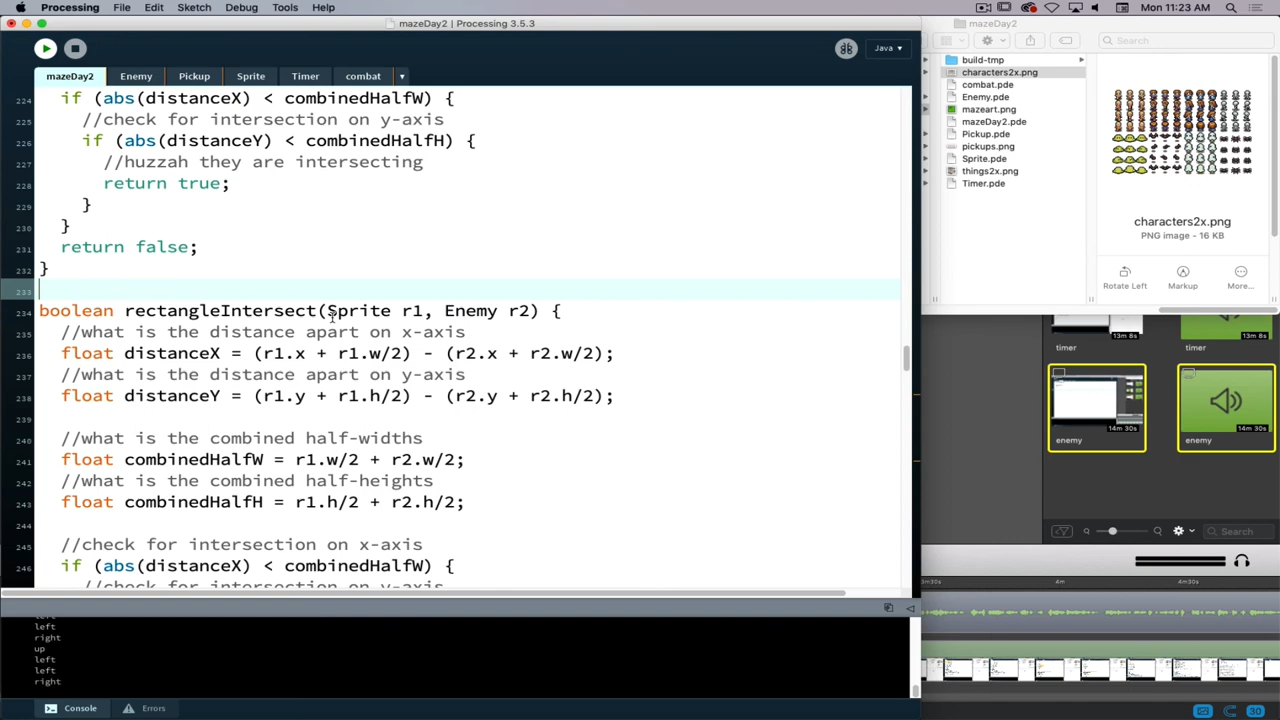 Processing File Edit Sketch Debug Tools Help
Mon 11:23 AM
mazeDay2 | Processing 3.5.3
Java
mazeDay2 Enemy Pickup Sprite Timer combat
224 if (abs(distanceX) < combinedHalfW) {
225 //check for intersection on y-axis
226 if (abs(distanceY) < combinedHalfH) {
227 //huzzah they are intersecting
228 return true;
229 }
230 }
231 return false;
232 }
233
234 boolean rectangleIntersect(Sprite r1, Enemy r2) {
235 //what is the distance apart on x-axis
236 float distanceX = (r1.x + r1.w/2) - (r2.x + r2.w/2);
237 //what is the distance apart on y-axis
238 float distanceY = (r1.y + r1.h/2) - (r2.y + r2.h/2);
239
240 //what is the combined half-widths
241 float combinedHalfW = r1.w/2 + r2.w/2;
242 //what is the combined half-heights
243 float combinedHalfH = r1.h/2 + r2.h/2;
244
245 //check for intersection on x-axis
246 if (abs(distanceX) < combinedHalfW) {
//check for intersection on y-axis
left
left
right
up
left
left
right
Console Errors
mazeDay2
Search
build-tmp
characters2x.png
combat.pde
Enemy.pde
mazeart.png
mazeDay2.pde
Pickup.pde
pickups.png
Sprite.pde
things2x.png
Timer.pde
characters2x.png
PNG image - 16 KB
Rotate Left Markup More...
13m 8s 13m 8s
timer timer
14m 30s 14m 30s
enemy enemy
Search
3m30s 4m 4m30s
30